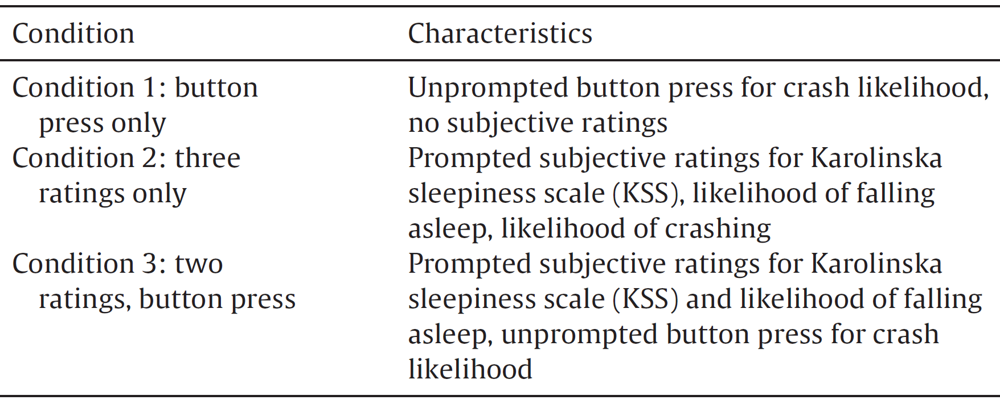 Condition
Characteristics
Condition 1: button
press only
Unprompted button press for crash likelihood,
no subjective ratings
Condition 2: three
ratings only
Prompted subjective ratings for Karolinska
sleepiness scale (KSS), likelihood of falling
asleep, likelihood of crashing
Condition 3: two
ratings, button press
Prompted subjective ratings for Karolinska
sleepiness scale (KSS) and likelihood of falling
asleep, unprompted button press for crash
likelihood